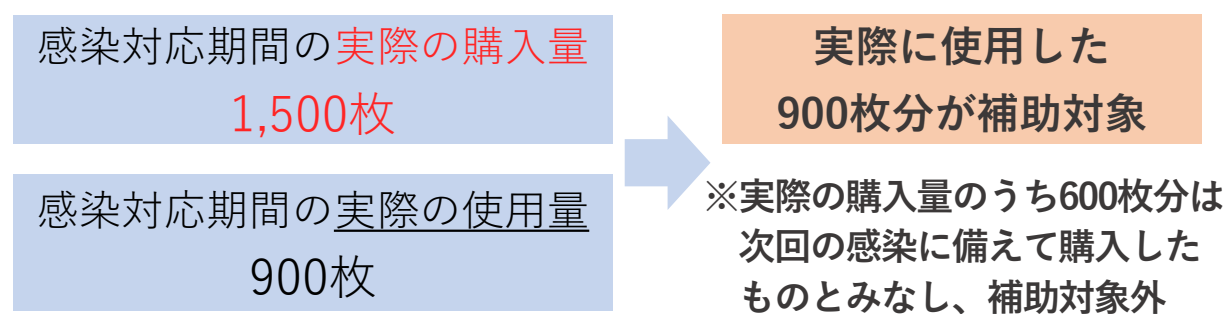 感染対応期間の実際の購入量
1,500枚
感染対応期間の実際の使用量
900枚
実際に使用した
900枚分が補助対象
※実際の購入量のうち600枚分は
次回の感染に備えて購入した
ものとみなし、補助対象外